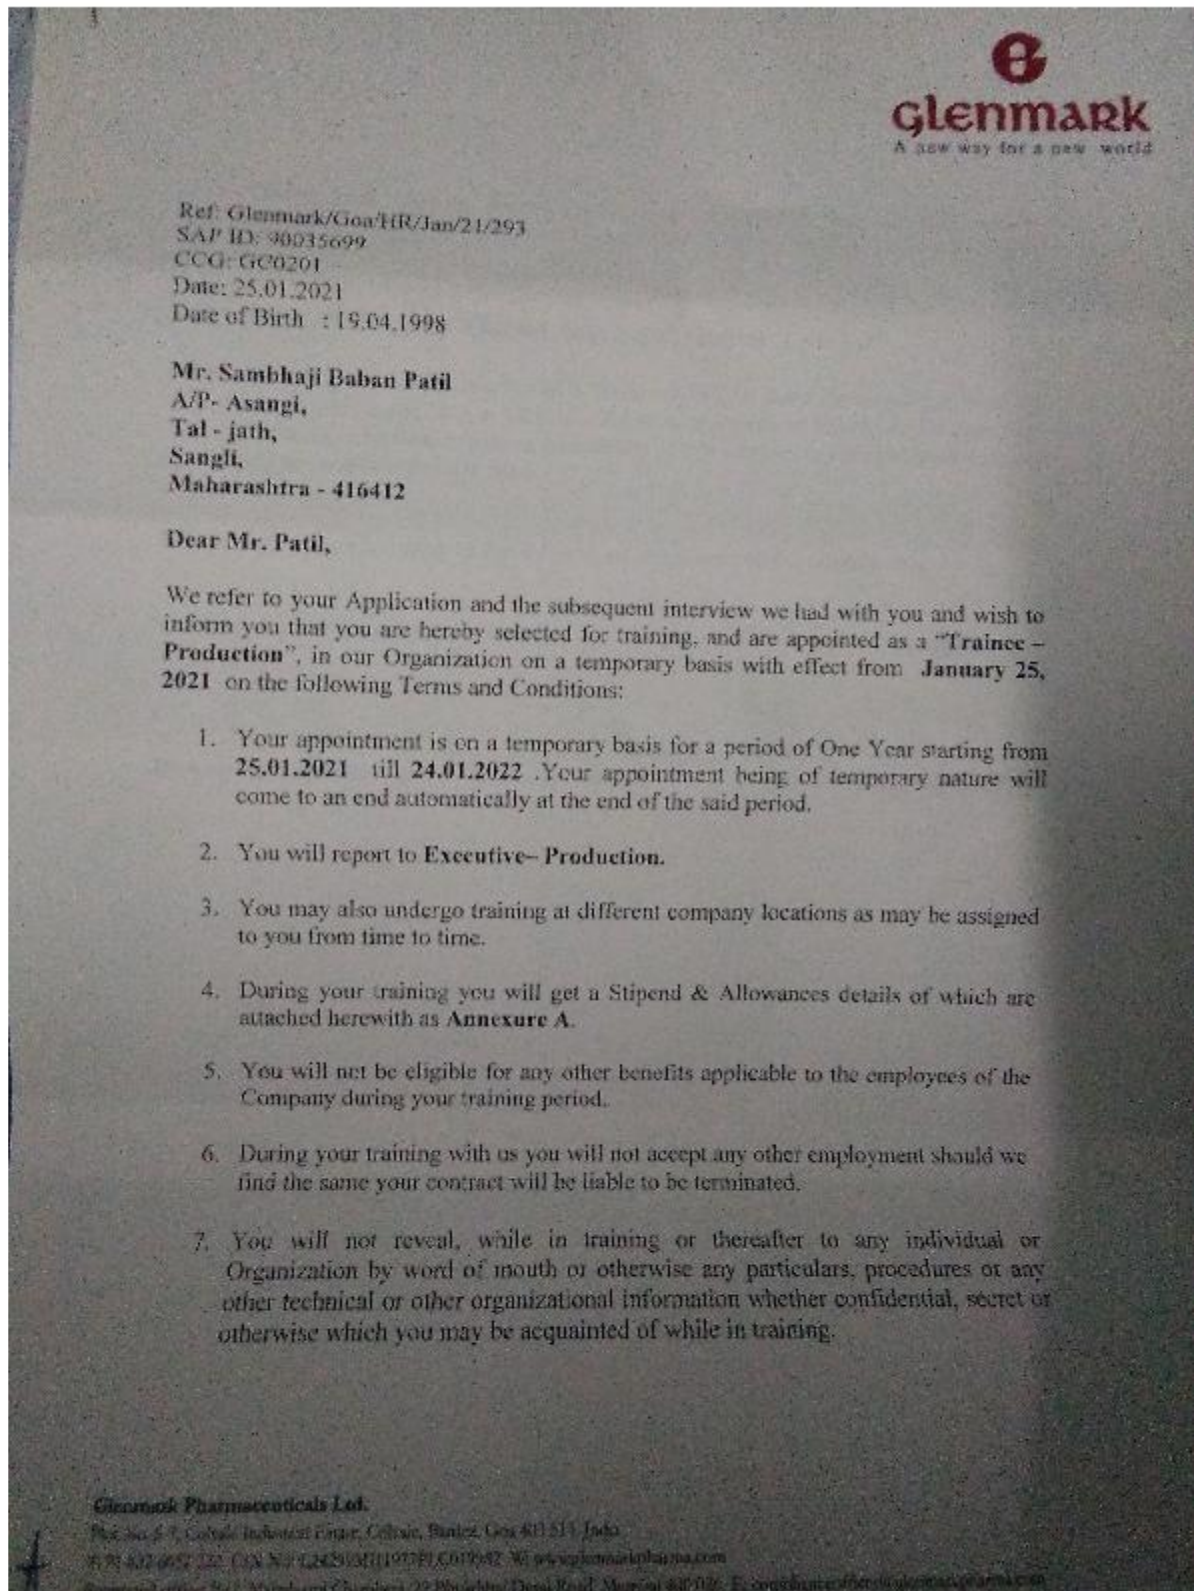 GLENMARK
A new way for a new world
Ref: Glenmark/Goa/HR/Jan/21/293
SAP ID: 90035699
CCG: GC0201
Date: 25.01.2021
Date of Birth : 19.04.1998
Mr. Sambhaji Baban Patil
A/P- Asangi,
Tal - jath,
Sangli,
Maharashtra - 416412
Dear Mr. Patil,
We refer to your Application and the subsequent interview we had with you and wish to
inform you that you are hereby selected for training, and are appointed as a “Trainee –
Production”, in our Organization on a temporary basis with effect from January 25,
2021 on the following Terms and Conditions:
1. Your appointment is on a temporary basis for a period of One Year starting from
25.01.2021 till 24.01.2022 .Your appointment being of temporary nature will
come to an end automatically at the end of the said period.
2. You will report to Executive– Production.
3. You may also undergo training at different company locations as may be assigned
to you from time to time.
4. During your training you will get a Stipend & Allowances details of which are
attached herewith as Annexure A.
5. You will not be eligible for any other benefits applicable to the employees of the
Company during your training period.
6. During your training with us you will not accept any other employment should we
find the same your contract will be liable to be terminated.
7. You will not reveal, while in training or thereafter to any individual or
Organization by word of mouth or otherwise any particulars, procedures or any
other technical or other organizational information whether confidential, secret or
otherwise which you may be acquainted of while in training.
Glenmark Pharmaceuticals Ltd.
Industrial Estate, Colvale, Bardez, Goa
www.glenmarkpharma.com